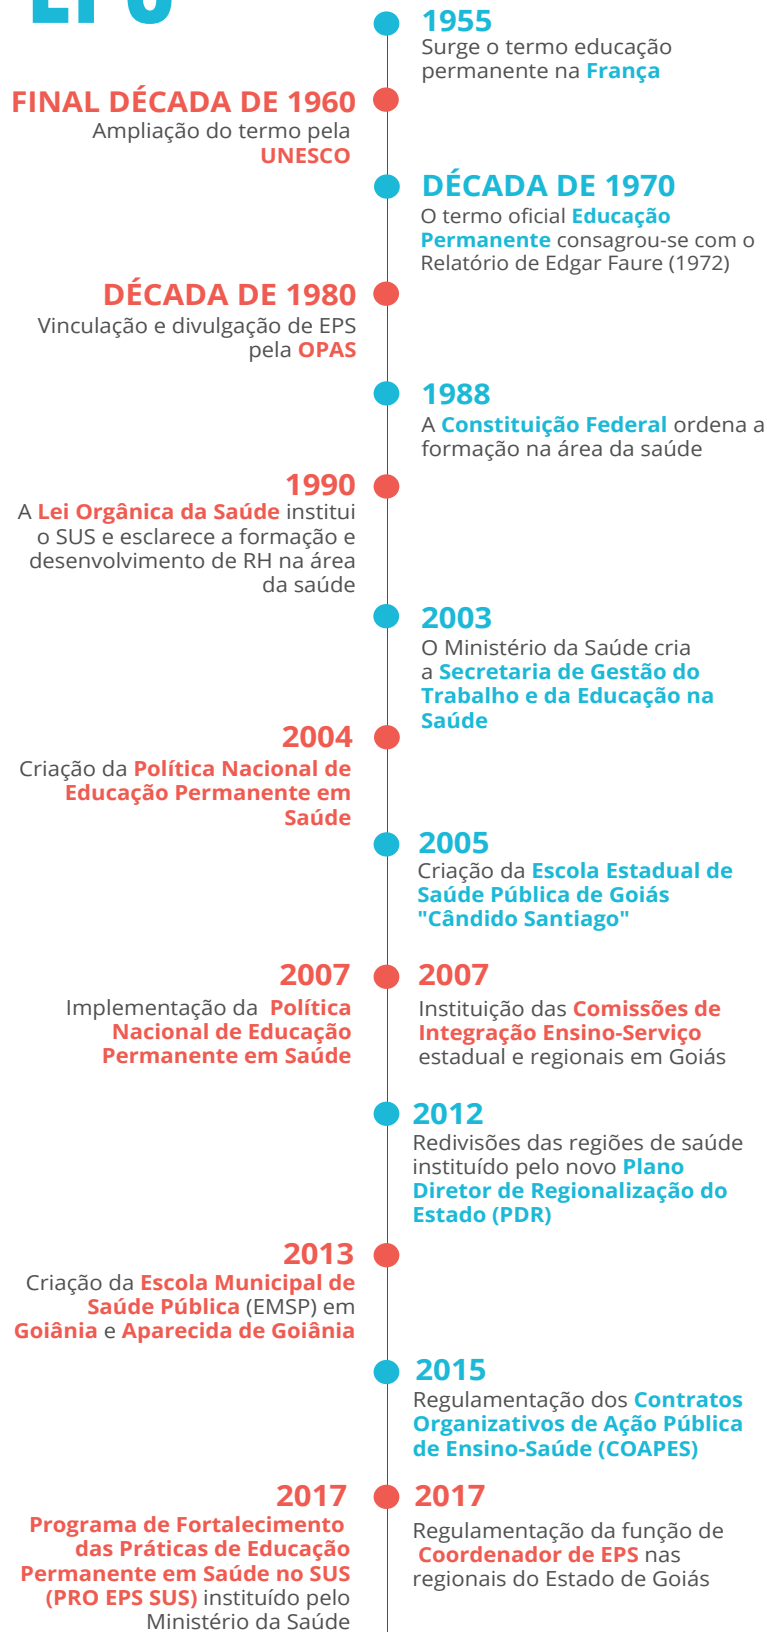 1955
Surge o termo educação
permanente na França
FINAL DÉCADA DE 1960
Ampliação do termo pela
UNESCO
DÉCADA DE 1970
O termo oficial Educação
Permanente consagrou-se com o
Relatório de Edgar Faure (1972)
DÉCADA DE 1980
Vinculação e divulgação de EPS
pela OPAS
1988
A Constituição Federal ordena a
formação na área da saúde
1990
A Lei Orgânica da Saúde institui
o SUS e esclarece a formação e
desenvolvimento de RH na área
da saúde
2003
O Ministério da Saúde cria
a Secretaria de Gestão do
Trabalho e da Educação na
Saúde
2004
Criação da Política Nacional de
Educação Permanente em
Saúde
2005
Criação da Escola Estadual de
Saúde Pública de Goiás
"Cândido Santiago"
2007
Implementação da Política
Nacional de Educação
Permanente em Saúde
2007
Instituição das Comissões de
Integração Ensino-Serviço
estadual e regionais em Goiás
2012
Redivisões das regiões de saúde
instituído pelo novo Plano
Diretor de Regionalização do
Estado (PDR)
2013
Criação da Escola Municipal de
Saúde Pública (EMSP) em
Goiânia e Aparecida de Goiânia
2015
Regulamentação dos Contratos
Organizativos de Ação Pública
de Ensino-Saúde (COAPES)
2017
Programa de Fortalecimento
das Práticas de Educação
Permanente em Saúde no SUS
(PRO EPS SUS) instituído pelo
Ministério da Saúde
2017
Regulamentação da função de
Coordenador de EPS nas
regionais do Estado de Goiás